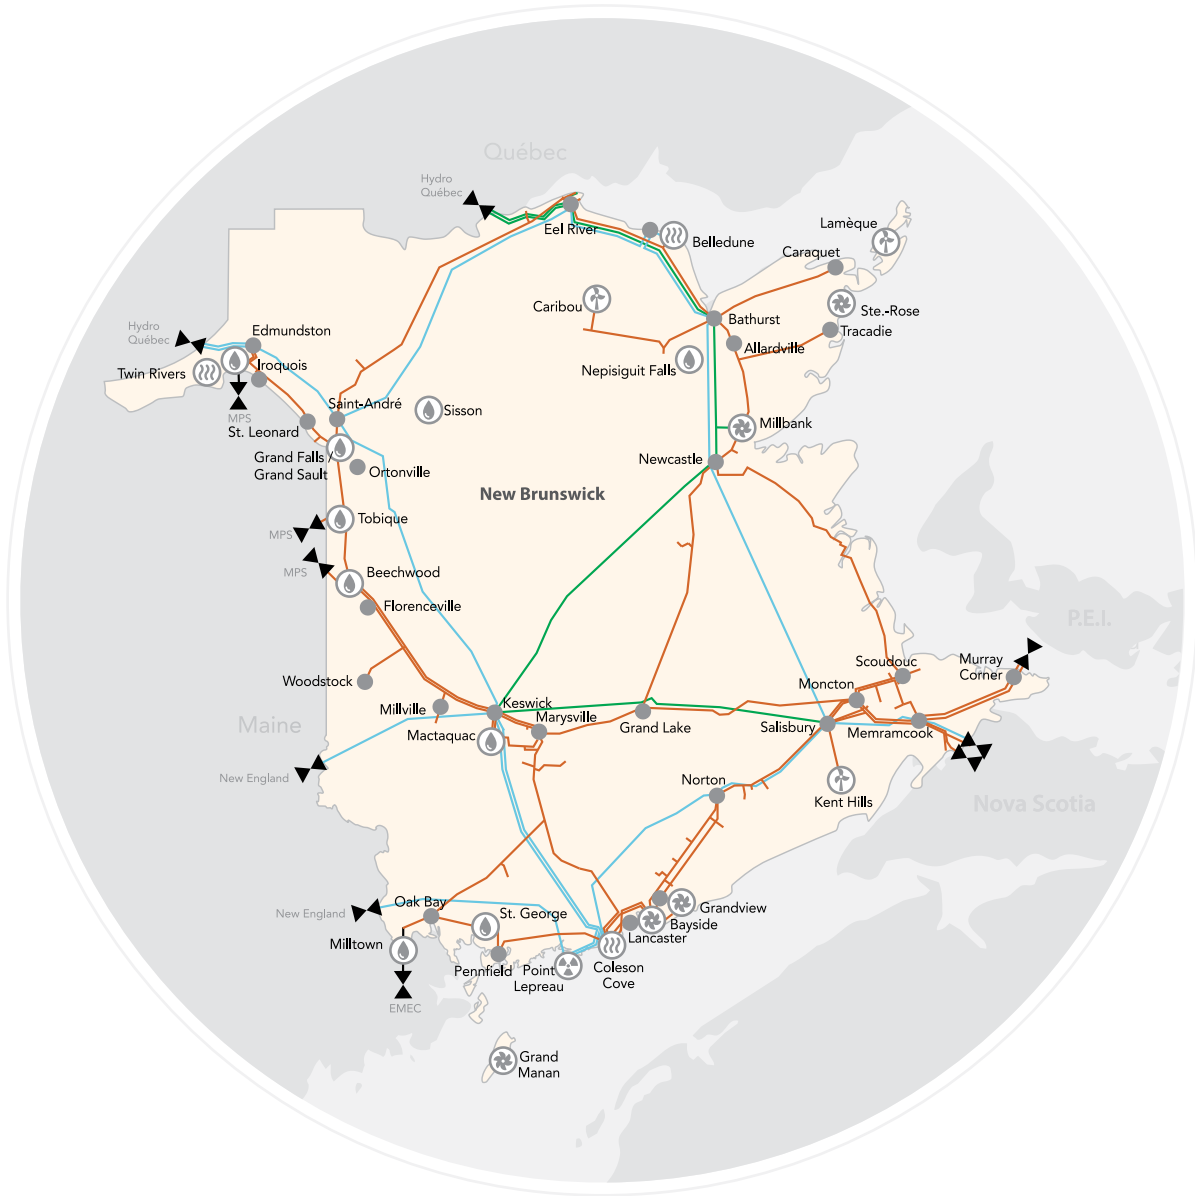 Québec
Hydro
Québec
Eel River
Belledune
Lamèque
Caraquet
Caribou
Bathurst
Ste.-Rose
Tracadie
Allardville
Nepisiguit Falls
Hydro
Québec
Edmundston
Twin Rivers
Iroquois
MPS
Saint-André
St. Leonard
Sisson
Millbank
Grand Falls /
Grand Sault
Ortonville
Newcastle
New Brunswick
MPS
Tobique
MPS
Beechwood
Florenceville
P.E.I.
Woodstock
Scoudouc
Murray
Corner
Moncton
Millville
Keswick
Marysville
Maine
Mactaquac
Grand Lake
Salisbury
Memramcook
New England
Norton
Kent Hills
Nova Scotia
New England
Oak Bay
St. George
Grandview
Bayside
Lancaster
Milltown
Pennfield
Point
Lepreau
Coleson
Cove
EMEC
Grand
Manan